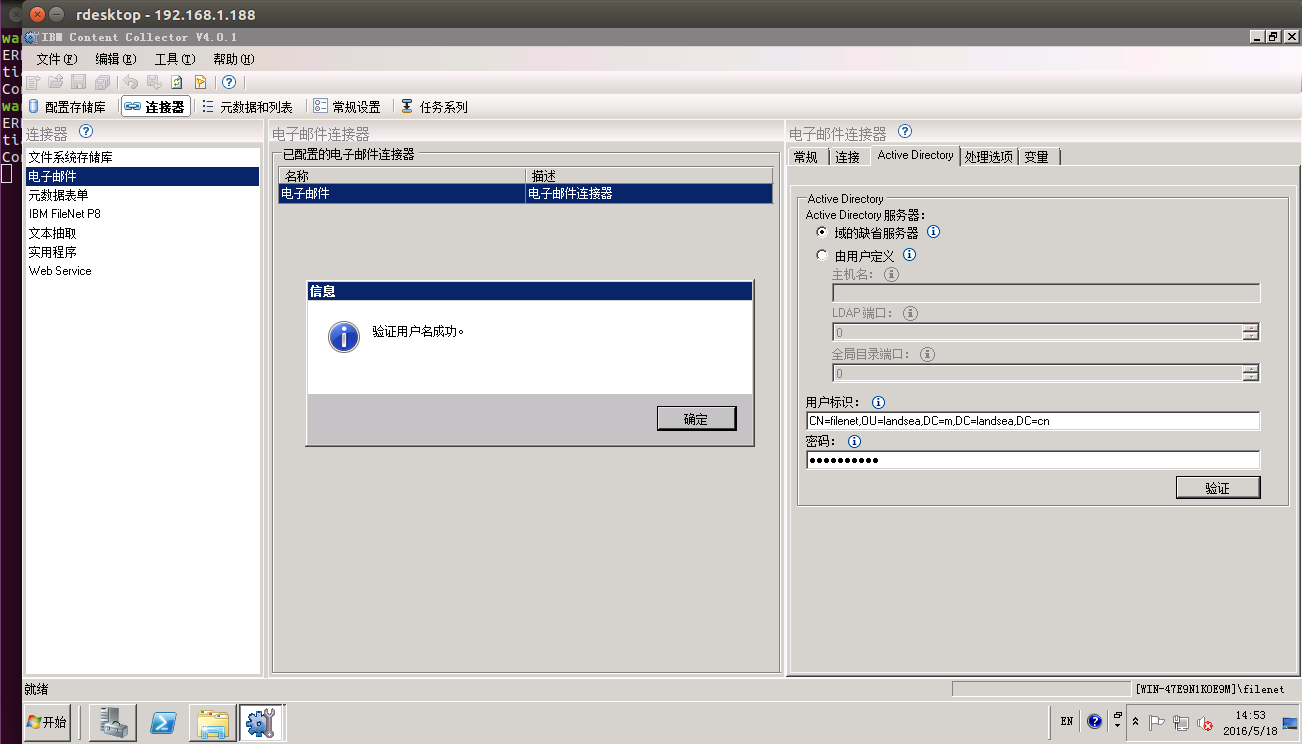 rdesktop - 192.168.1.188
IBM Content Collector V4.0.1
文件(F) 编辑(E) 工具(T) 帮助(H)
配置存储库 连接器 元数据和列表 常规设置 任务系列
连接器
文件系统存储库
电子邮件
元数据表单
IBM FileNet P8
文本抽取
实用程序
Web Service
电子邮件连接器
已配置的电子邮件连接器
名称 描述
电子邮件 电子邮件连接器
信息
验证用户名成功。
确定
电子邮件连接器
常规 连接 Active Directory 处理选项 变量
Active Directory
Active Directory 服务器:
域的缺省服务器
由用户定义
主机名:
LDAP 端口:
0
全局目录端口:
0
用户标识:
CN=filenet,OU=landsea,DC=m,DC=landsea,DC=cn
密码:
●●●●●●●●●●
验证
就绪
[WIN-47E9N1KOE9M]\filenet
开始
EN
14:53
2016/5/18